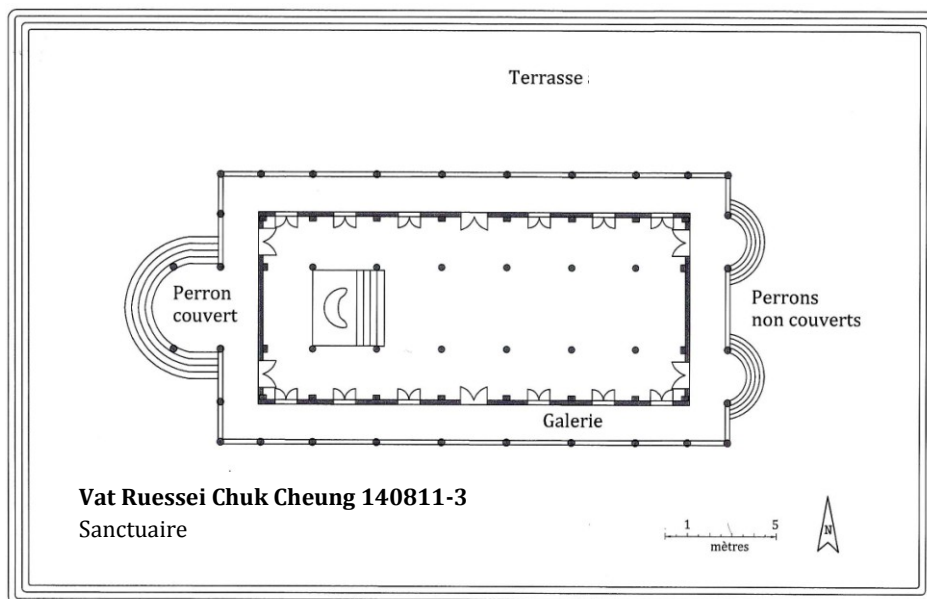 Terrasse
Perron
couvert
Perrons
non couverts
Galerie
Vat Ruessei Chuk Cheung 140811-3
Sanctuaire
1 5
mètres
N